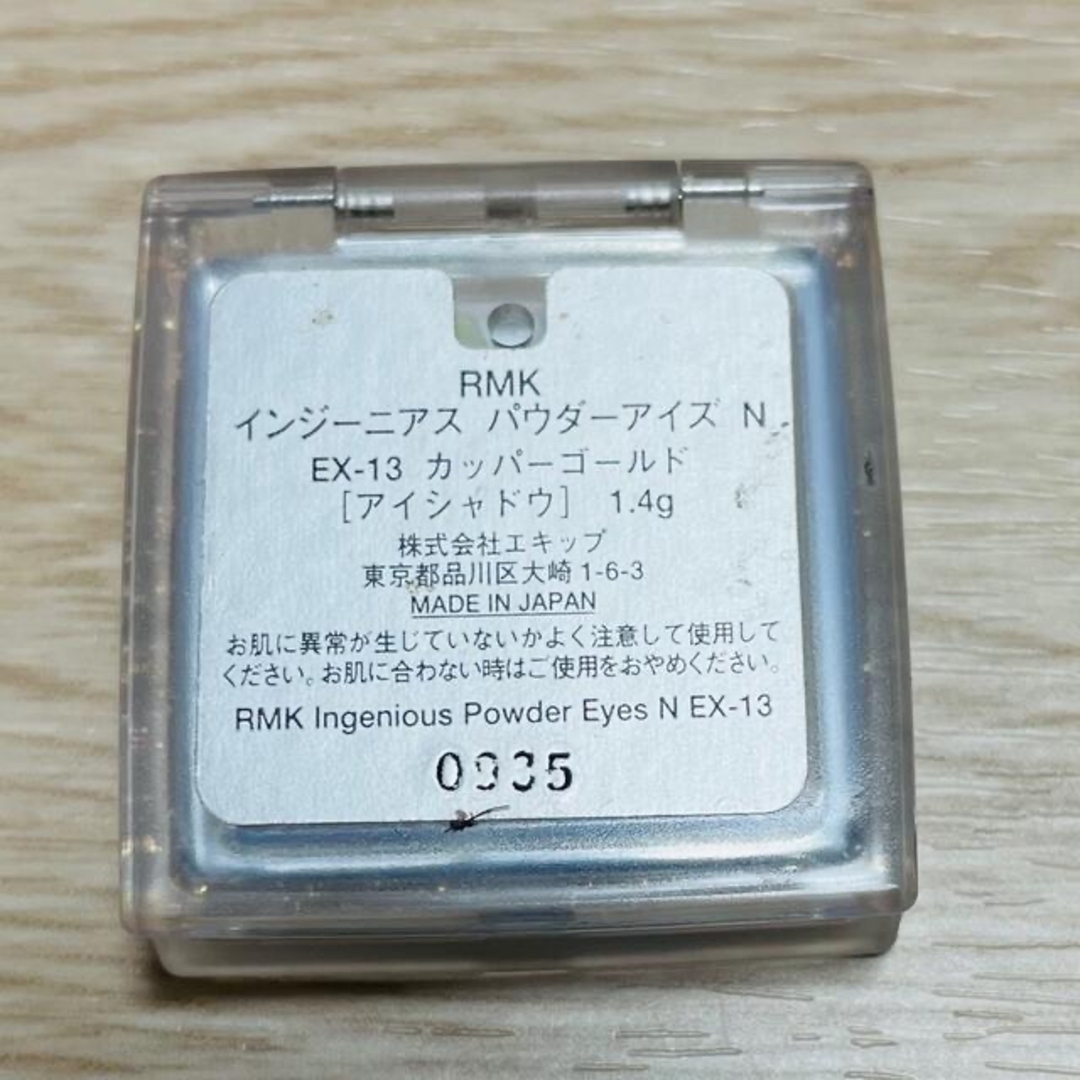 RMK
インジーニアス パウダーアイズ N
EX-13 カッパーゴールド
[アイシャドウ] 1.4g
株式会社エキップ
東京都品川区大崎1-6-3
MADE IN JAPAN
お肌に異常が生じていないかよく注意して使用して
ください。お肌に合わない時はご使用をおやめください。
RMK Ingenious Powder Eyes N EX-13
0935